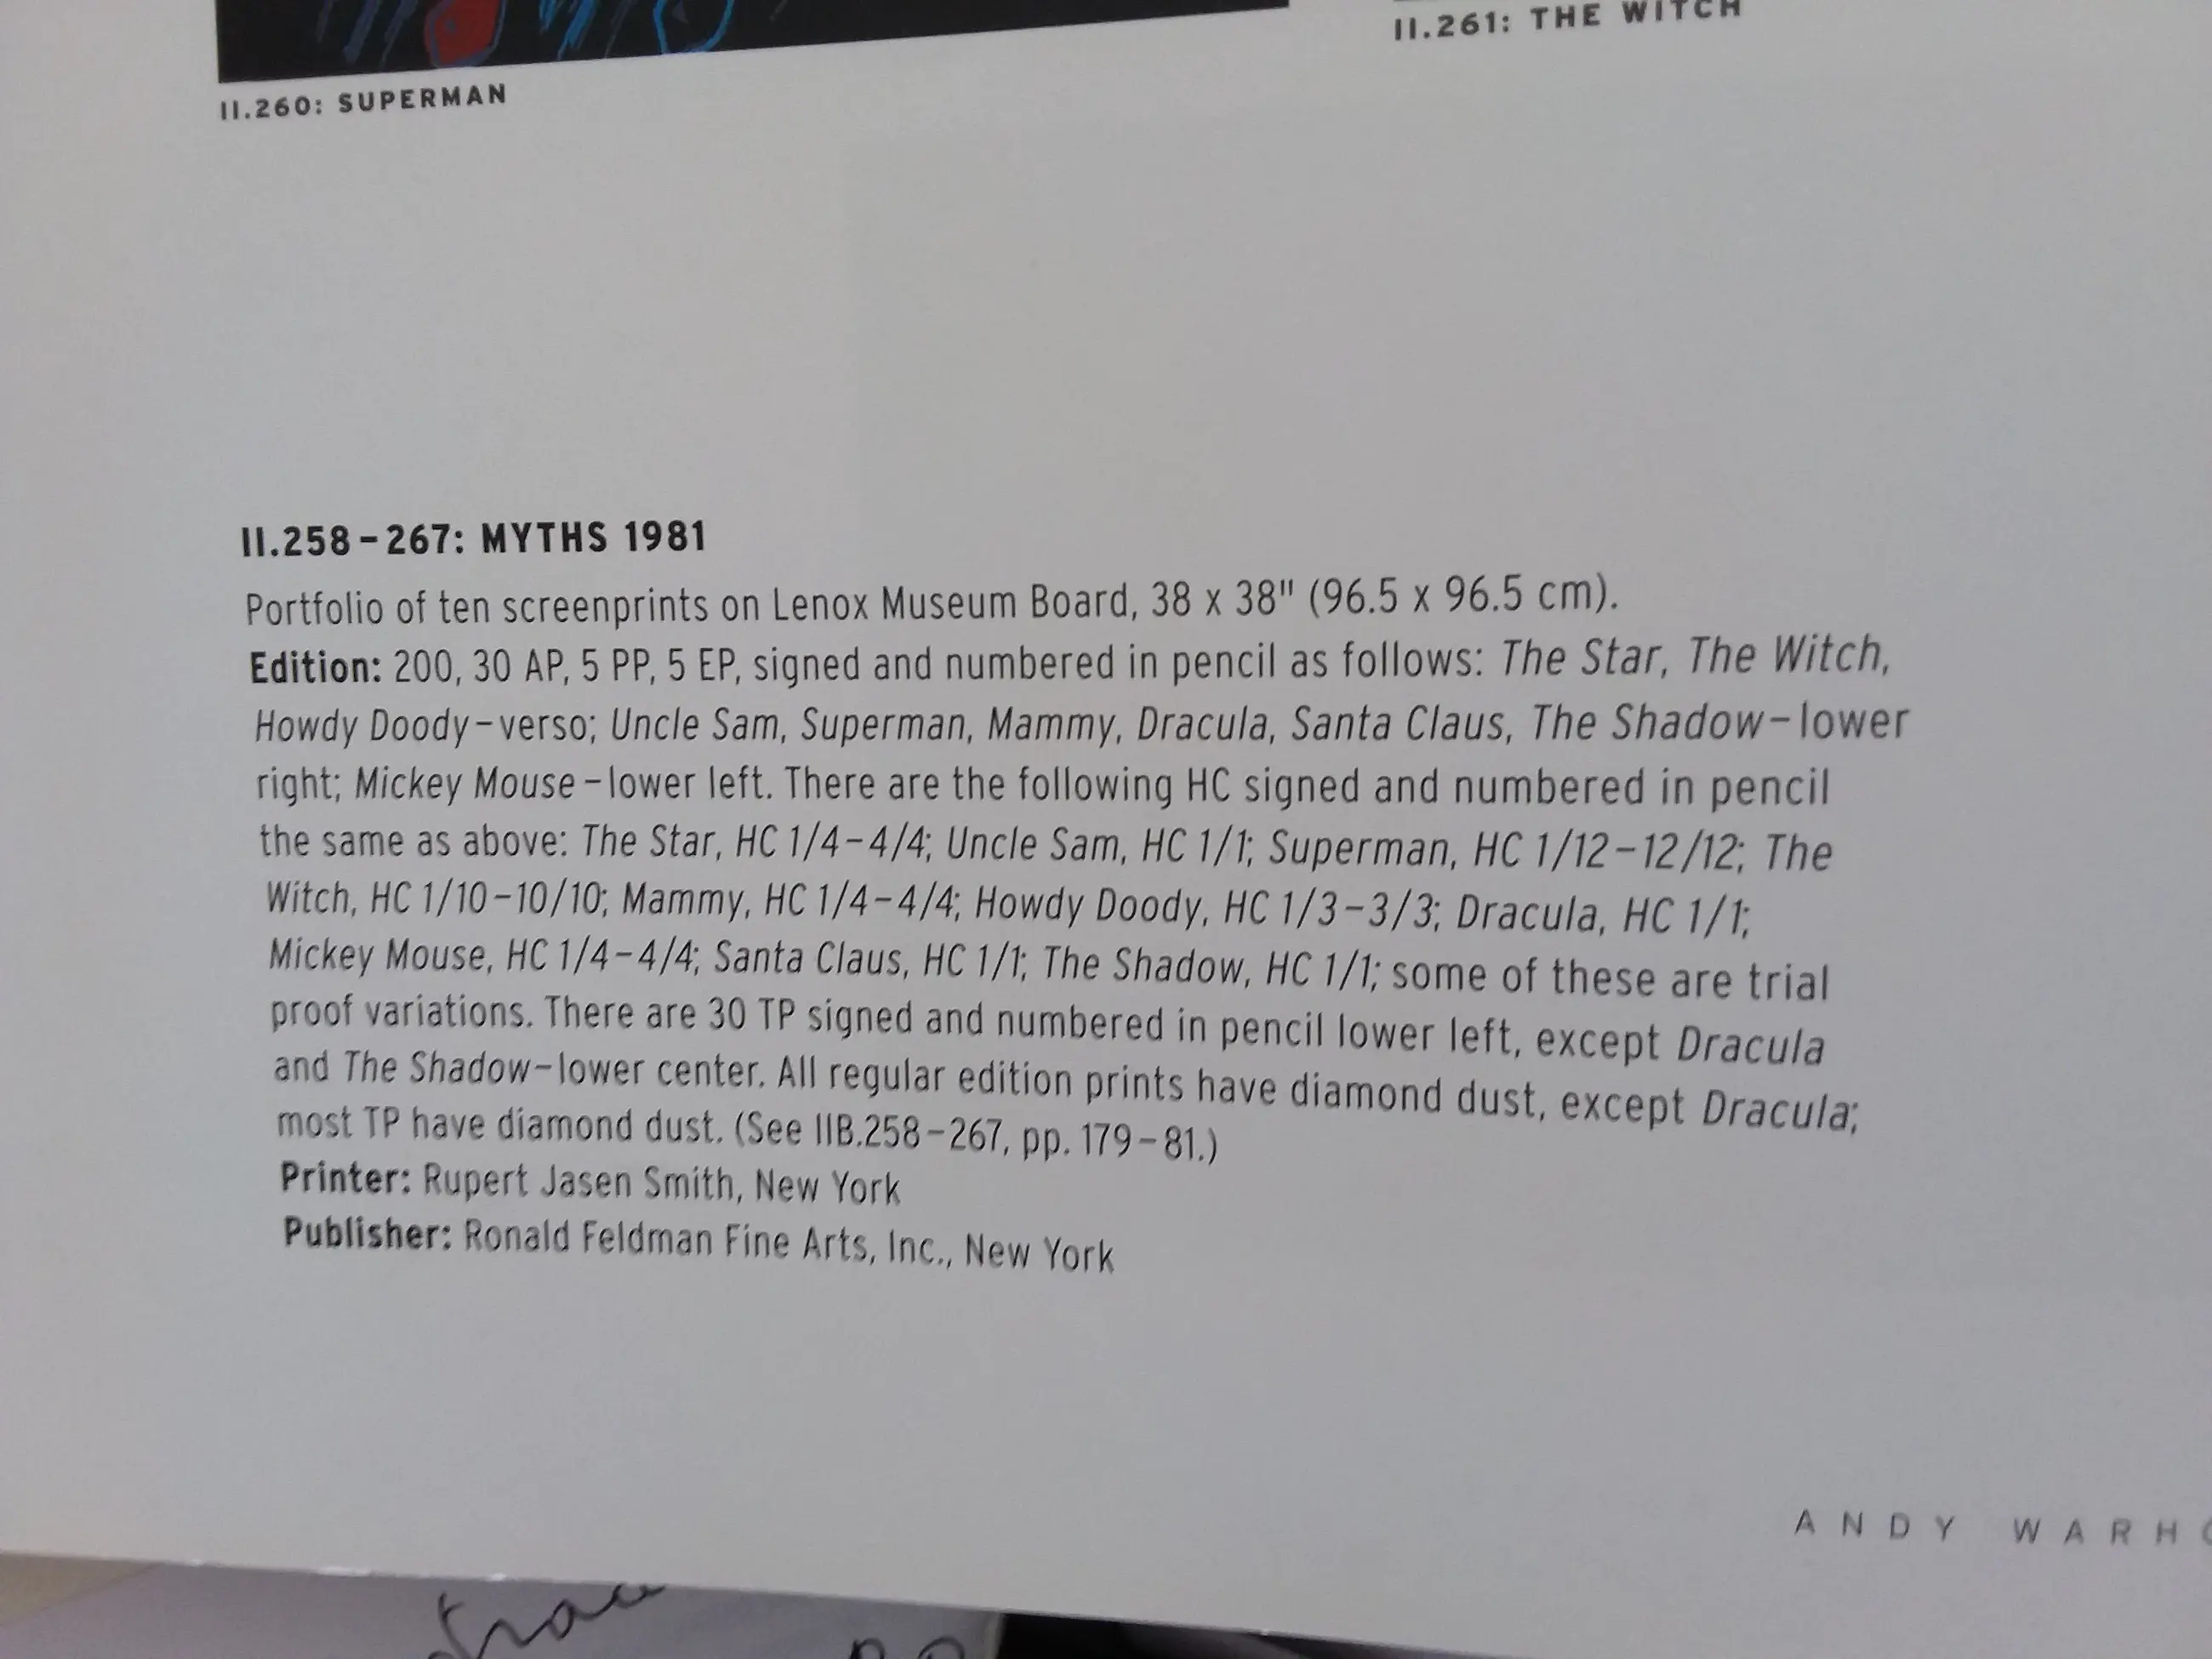 II.260: SUPERMAN
II.261: THE WITCH
II.258–267: MYTHS 1981
Portfolio of ten screenprints on Lenox Museum Board, 38 x 38" (96.5 x 96.5 cm).
Edition: 200, 30 AP, 5 PP, 5 EP, signed and numbered in pencil as follows: The Star, The Witch,
Howdy Doody–verso; Uncle Sam, Superman, Mammy, Dracula, Santa Claus, The Shadow–lower
right; Mickey Mouse–lower left. There are the following HC signed and numbered in pencil
the same as above: The Star, HC 1/4–4/4; Uncle Sam, HC 1/1; Superman, HC 1/12–12/12; The
Witch, HC 1/10–10/10; Mammy, HC 1/4–4/4; Howdy Doody, HC 1/3–3/3; Dracula, HC 1/1;
Mickey Mouse, HC 1/4–4/4; Santa Claus, HC 1/1; The Shadow, HC 1/1; some of these are trial
proof variations. There are 30 TP signed and numbered in pencil lower left, except Dracula
and The Shadow–lower center. All regular edition prints have diamond dust, except Dracula;
most TP have diamond dust. (See IIB.258–267, pp. 179–81.)
Printer: Rupert Jasen Smith, New York
Publisher: Ronald Feldman Fine Arts, Inc., New York
ANDY WARH